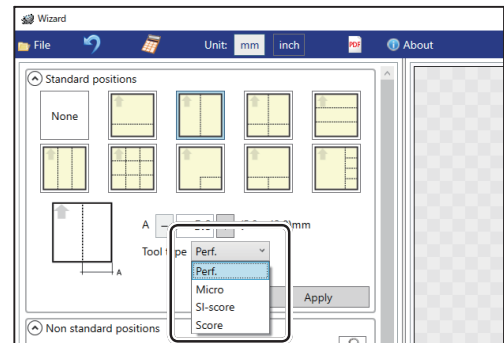 Wizard
File Unit: mm inch PDF About
Standard positions
None
A – mm
Tool type Perf.
A
Perf.
Micro
SI-score
Score
Apply
Non standard positions